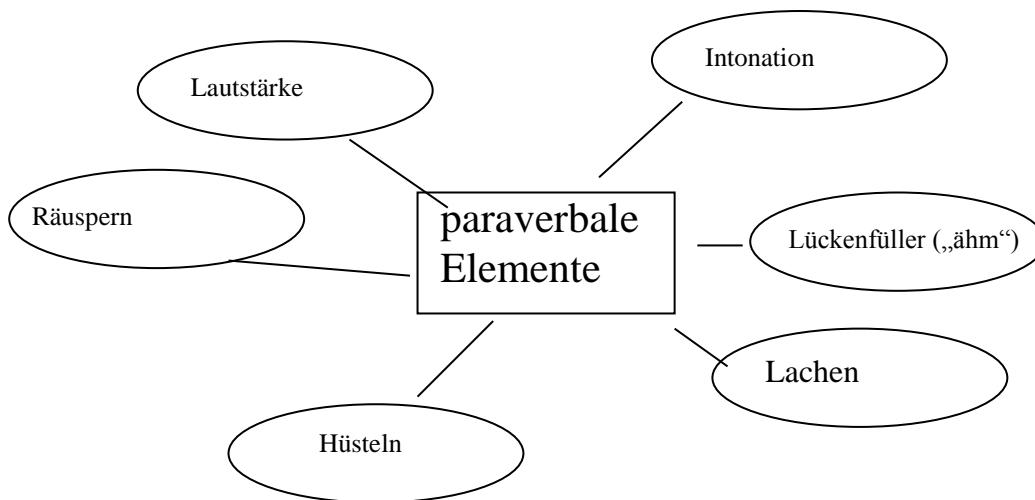 Intonation
Lautstärke
Räuspern
paraverbale
Elemente
Lückenfüller („ähm“)
Lachen
Hüsteln